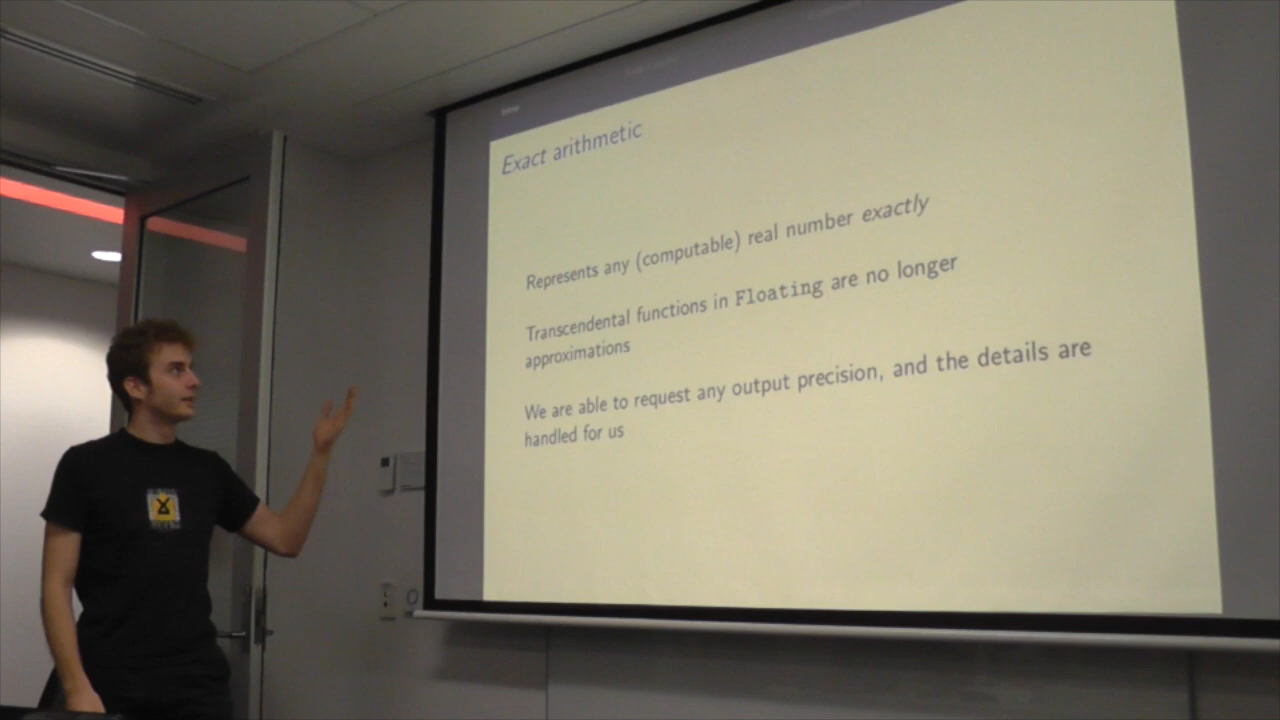 Exact arithmetic
Represents any (computable) real number exactly
Transcendental functions in Floating are no longer
approximations
We are able to request any output precision, and the details are
handled for us